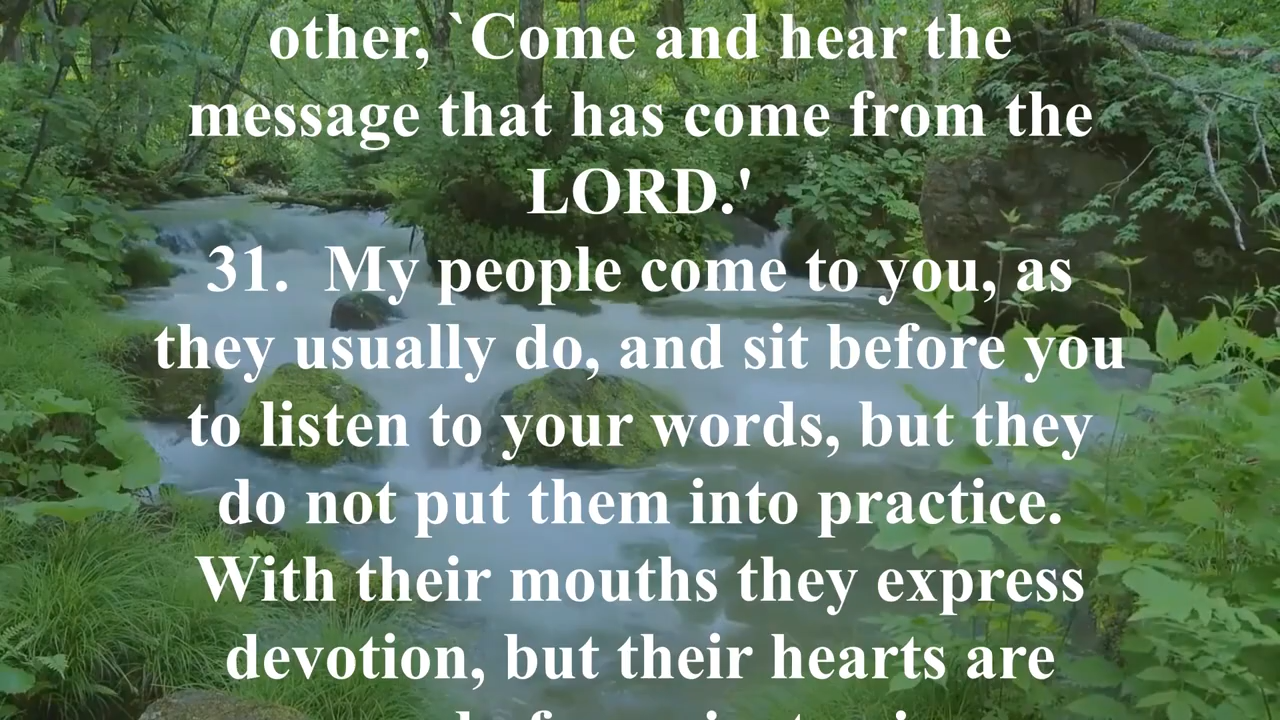 other, `Come and hear the
message that has come from the
LORD.'
31.  My people come to you, as
they usually do, and sit before you
to listen to your words, but they
do not put them into practice.
With their mouths they express
devotion, but their hearts are